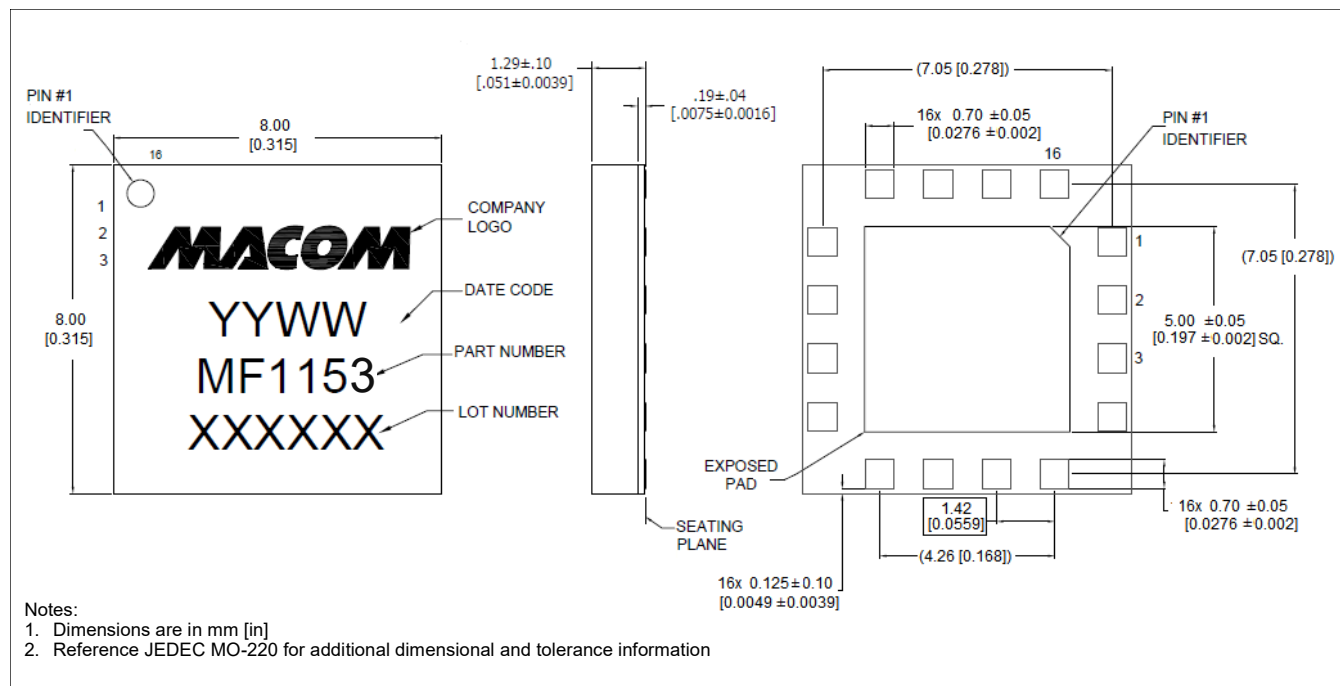 PIN #1
IDENTIFIER
8.00
[0.315]
16
1
2
3
8.00
[0.315]
MACOM
YYWW
MF1153
XXXXXX
COMPANY
LOGO
DATE CODE
PART NUMBER
LOT NUMBER
1.29±.10
[.051±0.0039]
.19±.04
[.0075±0.0016]
SEATING
PLANE
(7.05 [0.278])
16x 0.70 ±0.05
[0.0276 ±0.002]
16
PIN #1
IDENTIFIER
1
2
3
(7.05 [0.278])
5.00 ±0.05
[0.197 ±0.002] SQ.
EXPOSED
PAD
1.42
[0.0559]
(4.26 [0.168])
16x 0.70 ±0.05
[0.0276 ±0.002]
16x 0.125±0.10
[0.0049 ±0.0039]
Notes:
1. Dimensions are in mm [in]
2. Reference JEDEC MO-220 for additional dimensional and tolerance information